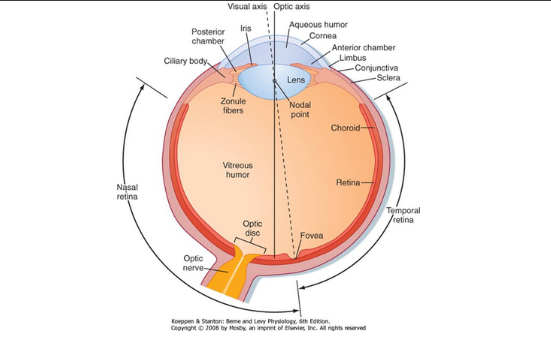 Visual axis
Optic axis
Posterior
chamber
Iris
Aqueous humor
Cornea
Anterior chamber
Limbus
Conjunctiva
Sclera
Ciliary body
Lens
Zonule
fibers
Nodal
point
Choroid
Vitreous
humor
Retina
Nasal
retina
Temporal
retina
Optic
disc
Fovea
Optic
nerve
Koeppen & Stanton: Berne and Levy Physiology, 6th Edition.
Copyright © 2008 by Mosby, an imprint of Elsevier, Inc. All rights reserved